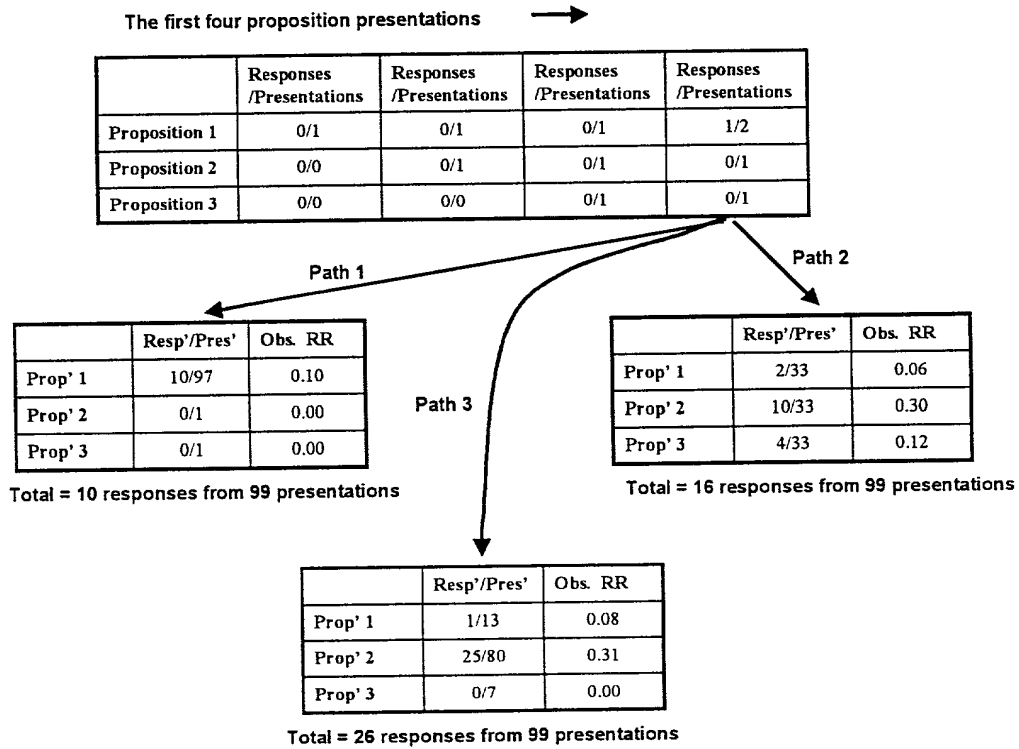 The first four proposition presentations
Responses /Presentations Responses /Presentations Responses /Presentations Responses /Presentations
Proposition 1 0/1 0/1 0/1 1/2
Proposition 2 0/0 0/1 0/1 0/1
Proposition 3 0/0 0/0 0/1 0/1
Path 1
Path 2
Path 3
Resp'/Pres' Obs. RR
Prop' 1 10/97 0.10
Prop' 2 0/1 0.00
Prop' 3 0/1 0.00
Total = 10 responses from 99 presentations
Resp'/Pres' Obs. RR
Prop' 1 2/33 0.06
Prop' 2 10/33 0.30
Prop' 3 4/33 0.12
Total = 16 responses from 99 presentations
Resp'/Pres' Obs. RR
Prop' 1 1/13 0.08
Prop' 2 25/80 0.31
Prop' 3 0/7 0.00
Total = 26 responses from 99 presentations